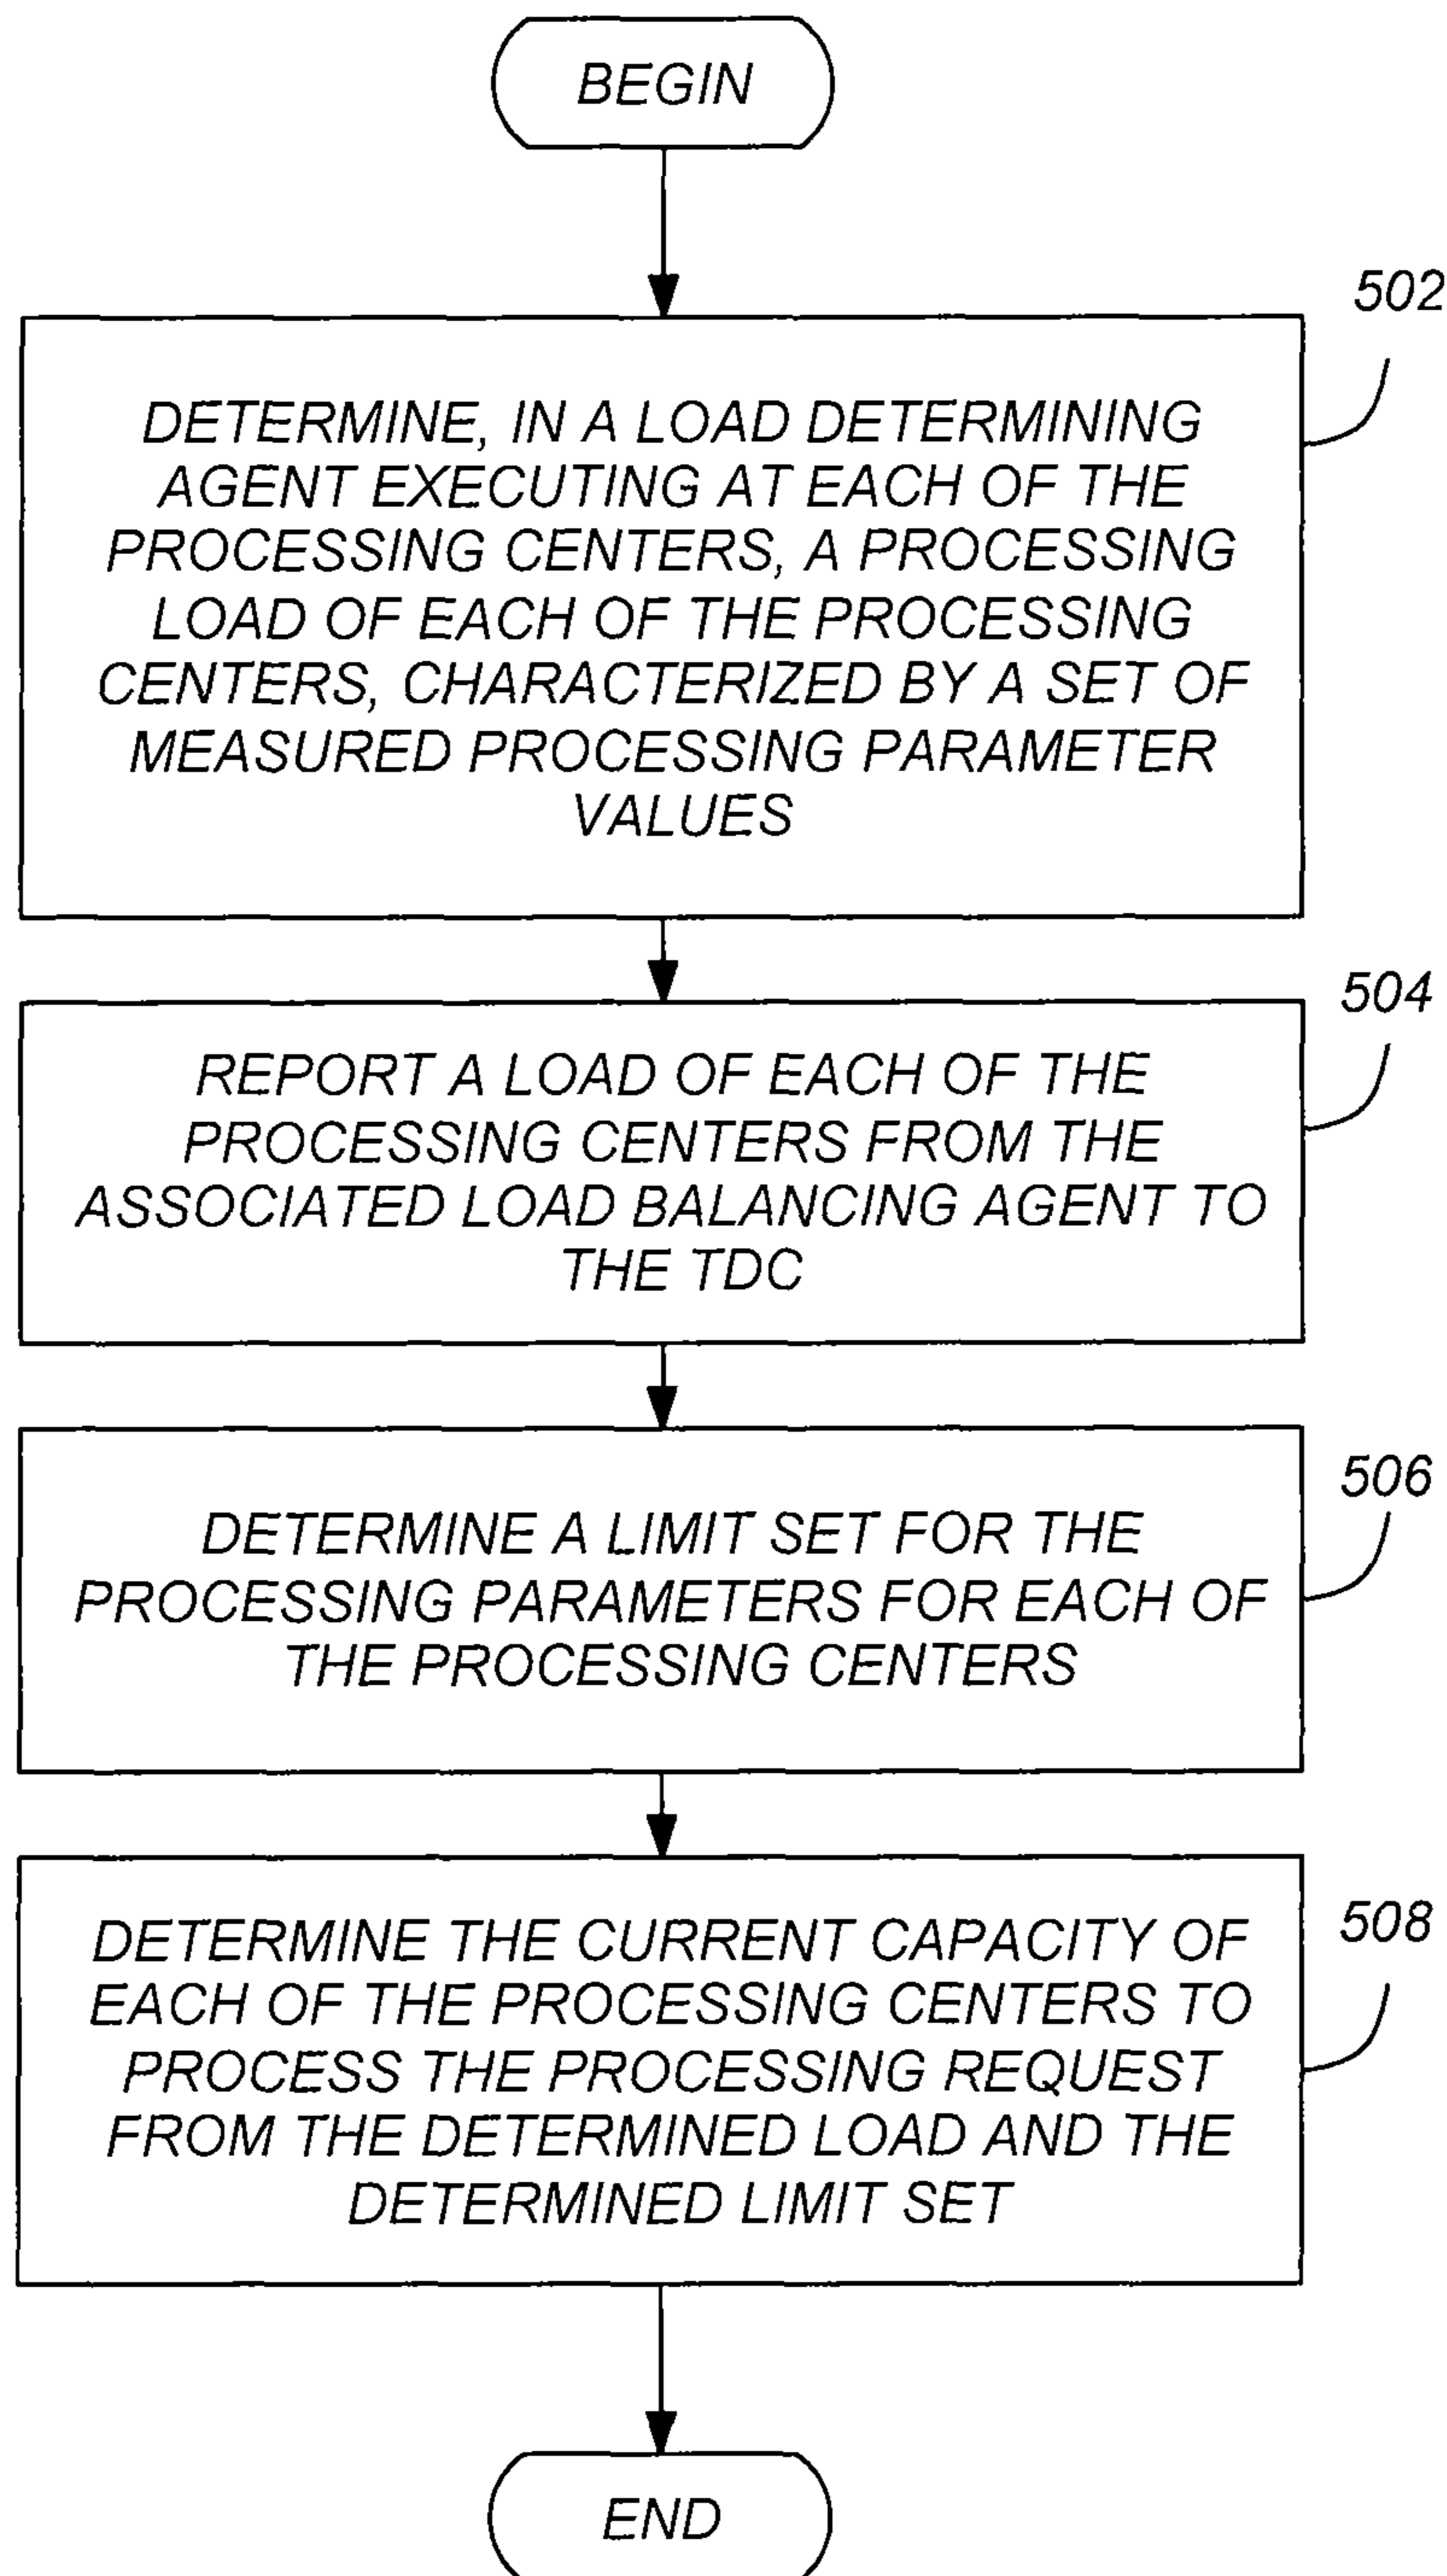 BEGIN
502
DETERMINE, IN A LOAD DETERMINING
AGENT EXECUTING AT EACH OF THE
PROCESSING CENTERS, A PROCESSING
LOAD OF EACH OF THE PROCESSING
CENTERS, CHARACTERIZED BY A SET OF
MEASURED PROCESSING PARAMETER
VALUES
504
REPORT A LOAD OF EACH OF THE
PROCESSING CENTERS FROM THE
ASSOCIATED LOAD BALANCING AGENT TO
THE TDC
506
DETERMINE A LIMIT SET FOR THE
PROCESSING PARAMETERS FOR EACH OF
THE PROCESSING CENTERS
508
DETERMINE THE CURRENT CAPACITY OF
EACH OF THE PROCESSING CENTERS TO
PROCESS THE PROCESSING REQUEST
FROM THE DETERMINED LOAD AND THE
DETERMINED LIMIT SET
END